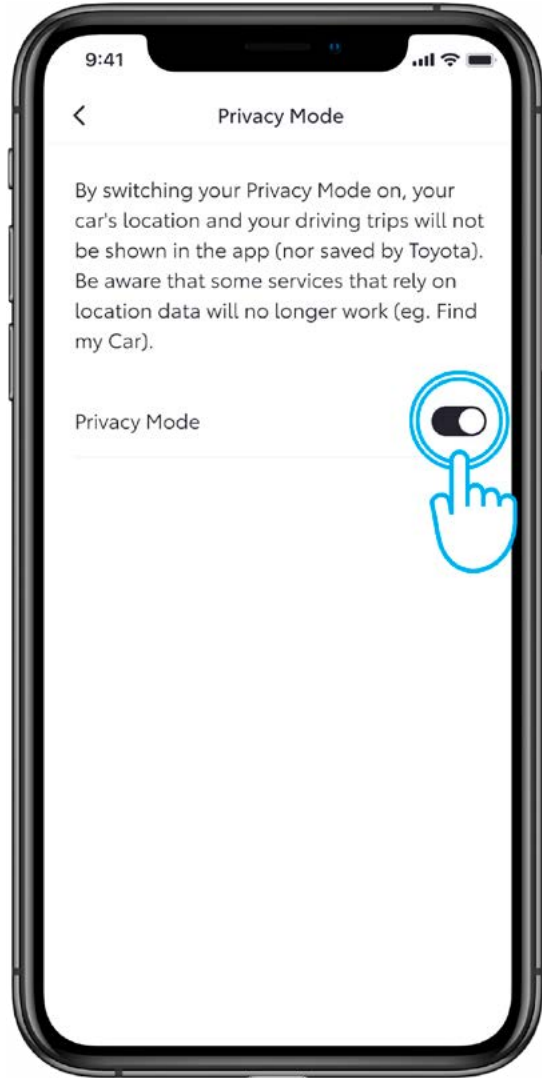 9:41
Privacy Mode
By switching your Privacy Mode on, your
car's location and your driving trips will not
be shown in the app (nor saved by Toyota).
Be aware that some services that rely on
location data will no longer work (eg. Find
my Car).
Privacy Mode